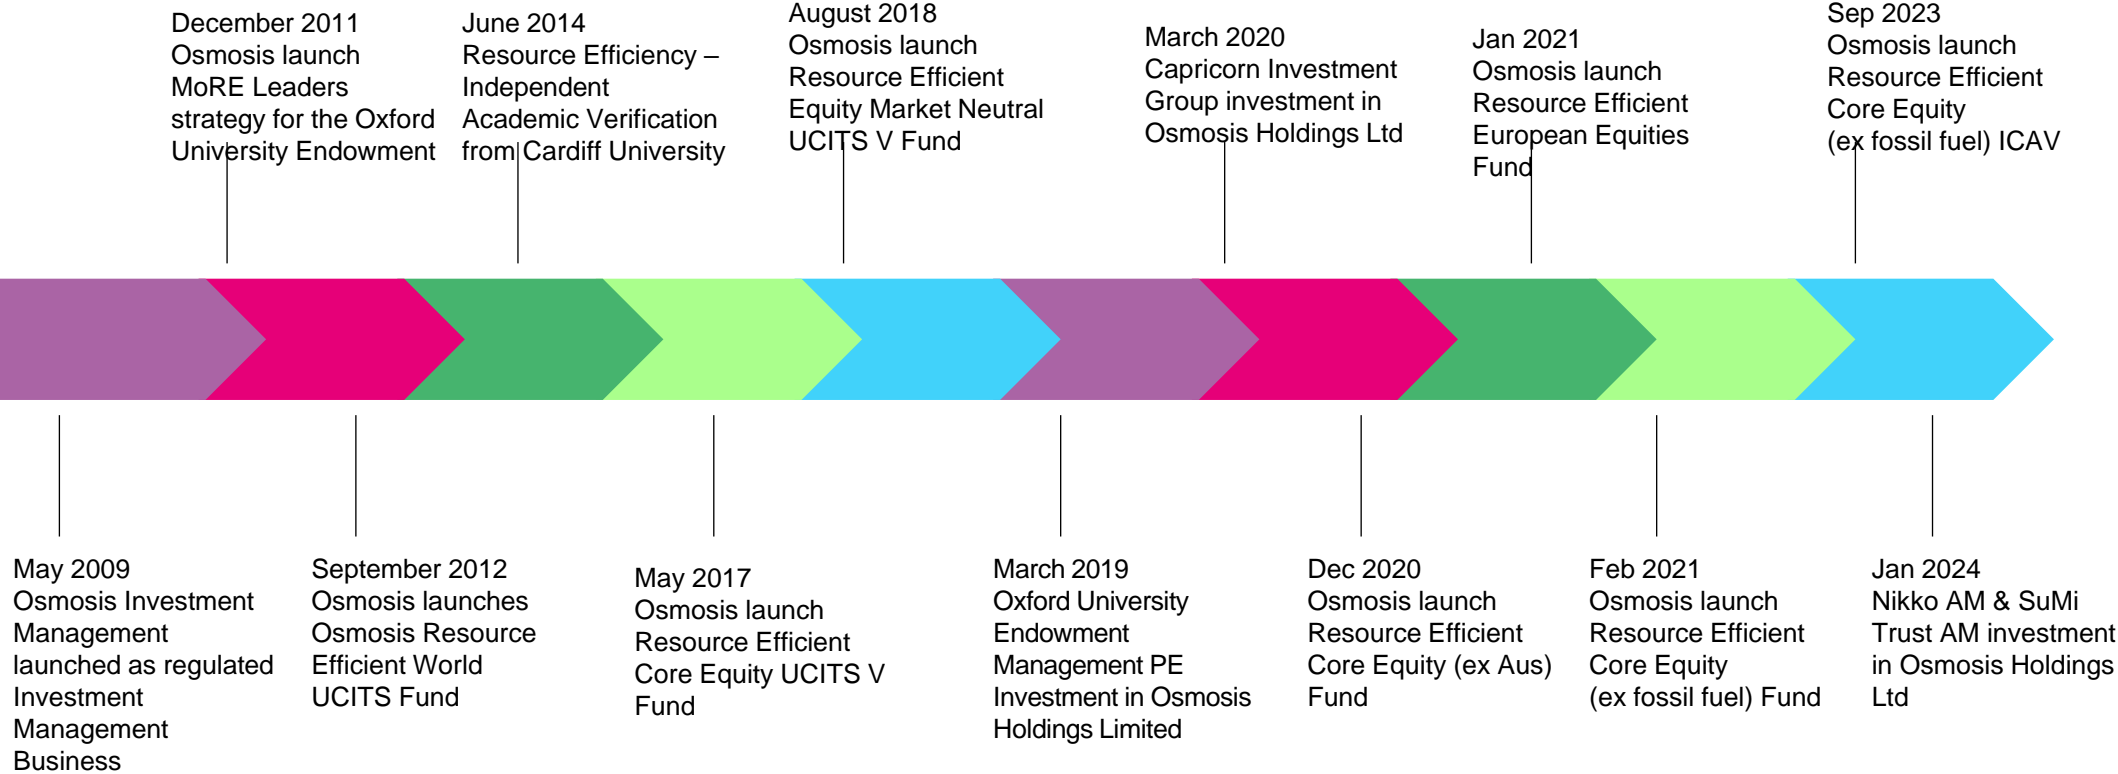 December 2011
Osmosis launch
MoRE Leaders
strategy for the Oxford
University Endowment
June 2014
Resource Efficiency –
Independent
Academic Verification
from Cardiff University
August 2018
Osmosis launch
Resource Efficient
Equity Market Neutral
UCITS V Fund
March 2020
Capricorn Investment
Group investment in
Osmosis Holdings Ltd
Jan 2021
Osmosis launch
Resource Efficient
European Equities
Fund
Sep 2023
Osmosis launch
Resource Efficient
Core Equity
(ex fossil fuel) ICAV
May 2009
Osmosis Investment
Management
launched as regulated
Investment
Management
Business
September 2012
Osmosis launches
Osmosis Resource
Efficient World
UCITS Fund
May 2017
Osmosis launch
Resource Efficient
Core Equity UCITS V
Fund
March 2019
Oxford University
Endowment
Management PE
Investment in Osmosis
Holdings Limited
Dec 2020
Osmosis launch
Resource Efficient
Core Equity (ex Aus)
Fund
Feb 2021
Osmosis launch
Resource Efficient
Core Equity
(ex fossil fuel) Fund
Jan 2024
Nikko AM & SuMi
Trust AM investment
in Osmosis Holdings
Ltd